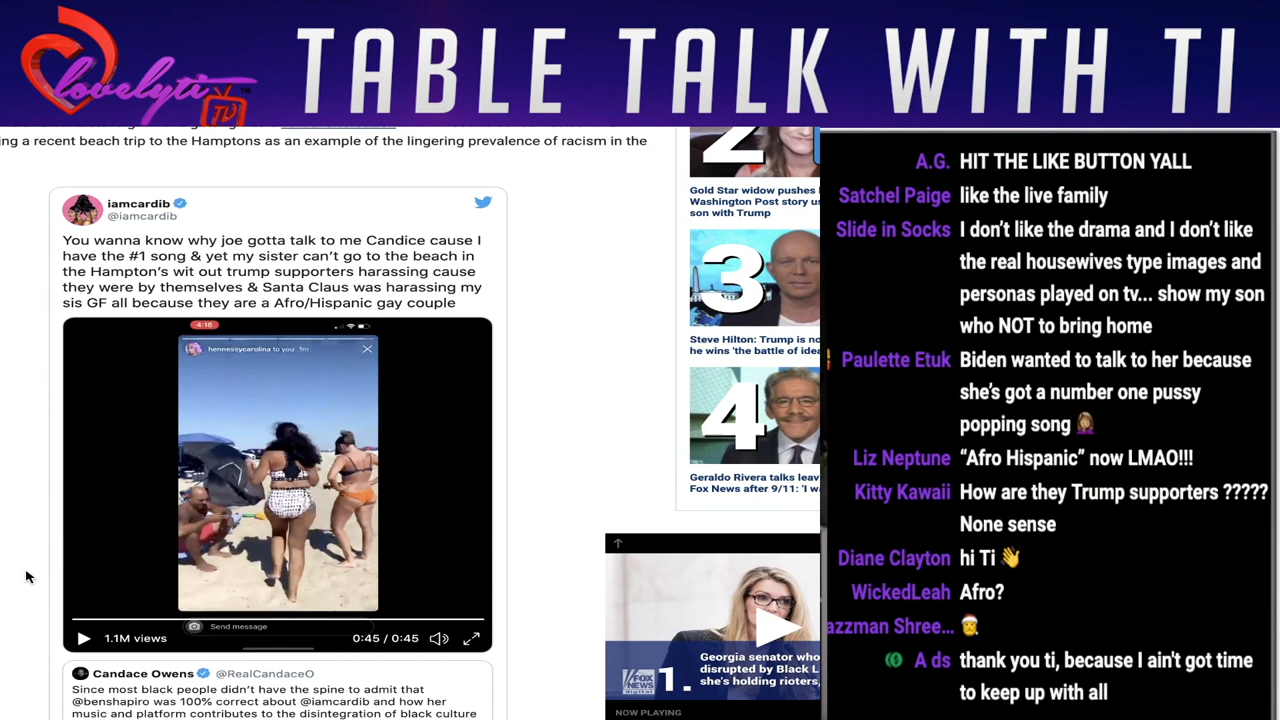 lovelyti TV
TABLE TALK WITH TI
ing a recent beach trip to the Hamptons as an example of the lingering prevalence of racism in the
iamcardib
@iamcardib
You wanna know why joe gotta talk to me Candice cause I
have the #1 song & yet my sister can't go to the beach in
the Hampton's wit out trump supporters harassing cause
they were by themselves & Santa Claus was harassing my
sis GF all because they are a Afro/Hispanic gay couple
4:18
hennessycarolina to you 1m
Send message
1.1M views
0:45 / 0:45
Candace Owens @RealCandaceO
Since most black people didn't have the spine to admit that
@benshapiro was 100% correct about @iamcardib and how her
music and platform contributes to the disintegration of black culture
2
Gold Star widow pushes
Washington Post story us
son with Trump
3
Steve Hilton: Trump is no
he wins 'the battle of idea
4
Geraldo Rivera talks leav
Fox News after 9/11: 'I wa
Georgia senator who
disrupted by Black L
she's holding rioters,
FOX NEWS digital
1.
NOW PLAYING
A.G. HIT THE LIKE BUTTON YALL
Satchel Paige like the live family
Slide in Socks I don't like the drama and I don't like
the real housewives type images and
personas played on tv... show my son
who NOT to bring home
Paulette Etuk Biden wanted to talk to her because
she's got a number one pussy
popping song 🤷🏽‍♀️
Liz Neptune “Afro Hispanic” now LMAO!!!
Kitty Kawaii How are they Trump supporters ?????
None sense
Diane Clayton hi Ti 👋
WickedLeah Afro?
azzman Shree... 🎅
A ds thank you ti, because I ain't got time
to keep up with all